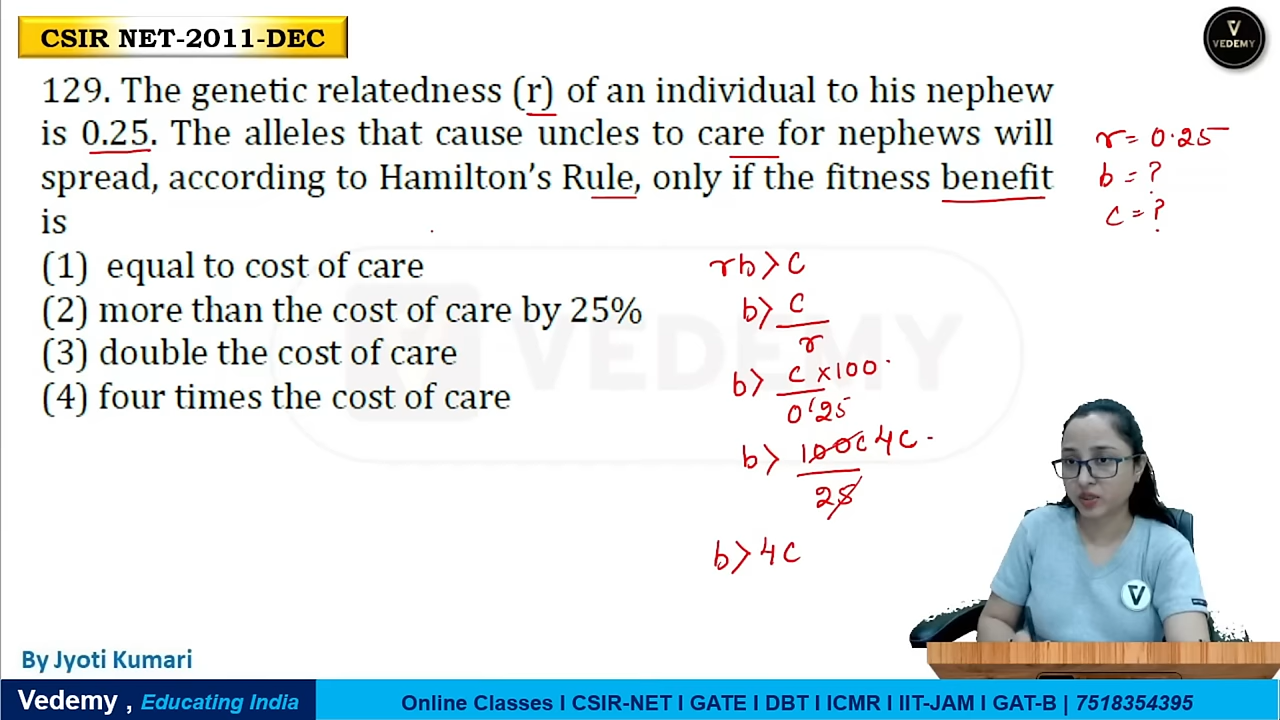 CSIR NET-2011-DEC
VEDEMY
129. The genetic relatedness (r) of an individual to his nephew
is 0.25. The alleles that cause uncles to care for nephews will
spread, according to Hamilton's Rule, only if the fitness benefit
is
r = 0.25
b = ?
c = ?
(1) equal to cost of care
(2) more than the cost of care by 25%
(3) double the cost of care
(4) four times the cost of care
rb > c
b > c
r
b > c × 100
0.25
b > 100c 4c
25
b > 4c
VEDEMY
By Jyoti Kumari
Vedemy , Educating India
Online Classes I CSIR-NET I GATE I DBT I ICMR I IIT-JAM I GAT-B | 7518354395